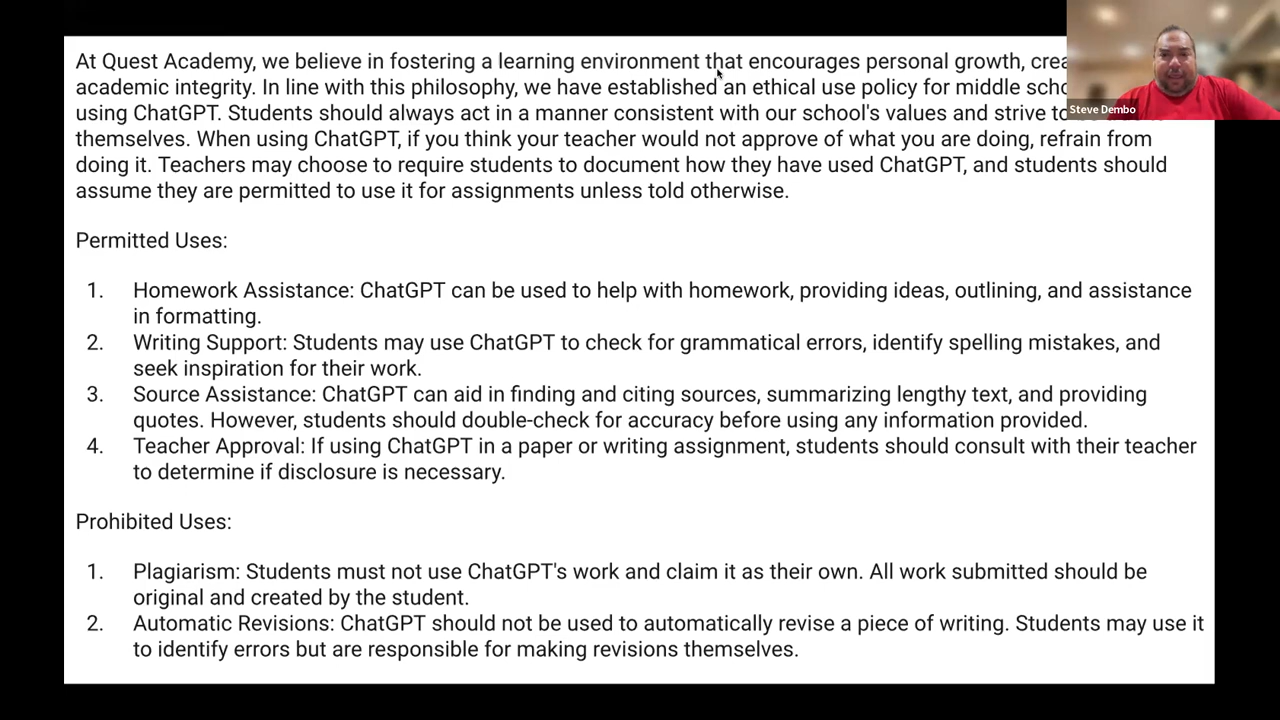 At Quest Academy, we believe in fostering a learning environment that encourages personal growth,
academic integrity. In line with this philosophy, we have established an ethical use policy for middle
using ChatGPT. Students should always act in a manner consistent with our school's values and strive
themselves. When using ChatGPT, if you think your teacher would not approve of what you are doing, refrain from
doing it. Teachers may choose to require students to document how they have used ChatGPT, and students should
assume they are permitted to use it for assignments unless told otherwise.
Steve Dembo
Permitted Uses:
1. Homework Assistance: ChatGPT can be used to help with homework, providing ideas, outlining, and assistance
in formatting.
2. Writing Support: Students may use ChatGPT to check for grammatical errors, identify spelling mistakes, and
seek inspiration for their work.
3. Source Assistance: ChatGPT can aid in finding and citing sources, summarizing lengthy text, and providing
quotes. However, students should double-check for accuracy before using any information provided.
4. Teacher Approval: If using ChatGPT in a paper or writing assignment, students should consult with their teacher
to determine if disclosure is necessary.
Prohibited Uses:
1. Plagiarism: Students must not use ChatGPT's work and claim it as their own. All work submitted should be
original and created by the student.
2. Automatic Revisions: ChatGPT should not be used to automatically revise a piece of writing. Students may use it
to identify errors but are responsible for making revisions themselves.